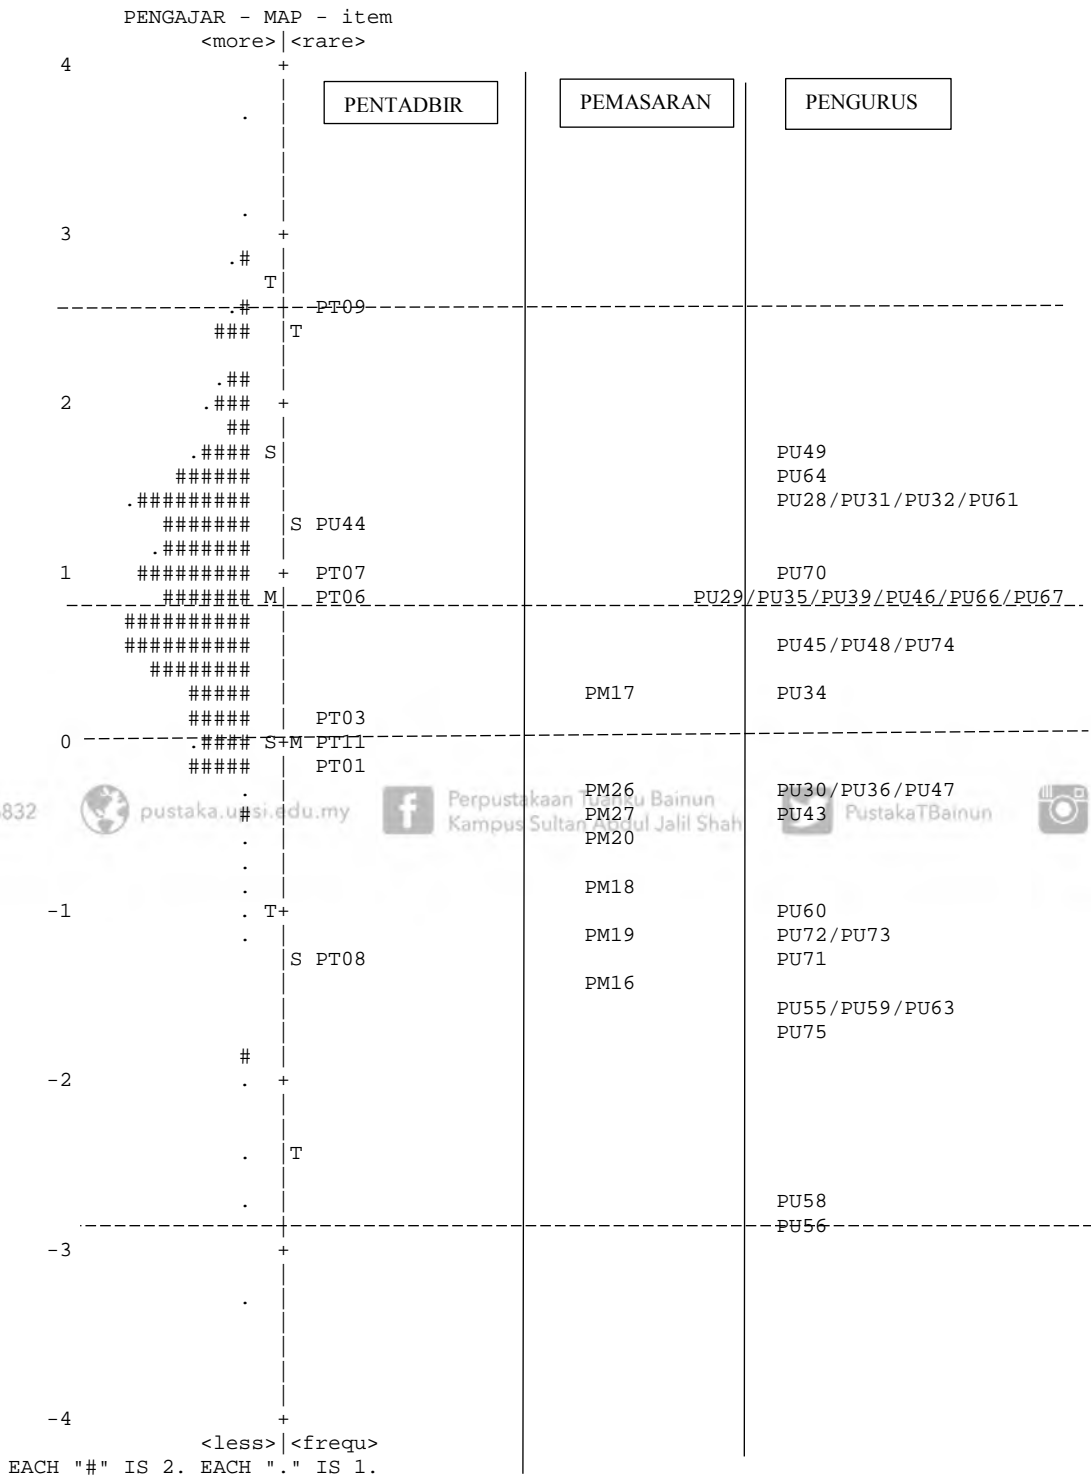 PENGAJAR - MAP - item
<more>|<rare>
4 +
PENTADBIR PEMASARAN PENGURUS
. |
. |
3 +
.# |
T|
.# | PT09
### |T
.## |
2 .### +
## |
.#### S| PU49
###### | PU64
.######### | PU28/PU31/PU32/PU61
####### |S PU44
.####### |
1 ######### + PT07 PU70
####### M| PT06 PU29/PU35/PU39/PU46/PU66/PU67
########## |
########## | PU45/PU48/PU74
######## |
##### | PM17 PU34
##### | PT03
0 .#### S+M PT11
##### | PT01
. | PM26 PU30/PU36/PU47
832 pustaka.upsi.edu.my Perpustakaan Tuanku Bainun PustakaTBainun
Kampus Sultan Abdul Jalil Shah
# | PM27 PU43
. | PM20
. |
. | PM18
-1 . T+ PU60
. | PM19 PU72/PU73
|S PT08 PU71
| PM16
| PU55/PU59/PU63
| PU75
# |
-2 . +
. |T
. | PU58
| PU56
-3 +
. |
-4 +
<less>|<frequ>
EACH "#" IS 2. EACH "." IS 1.